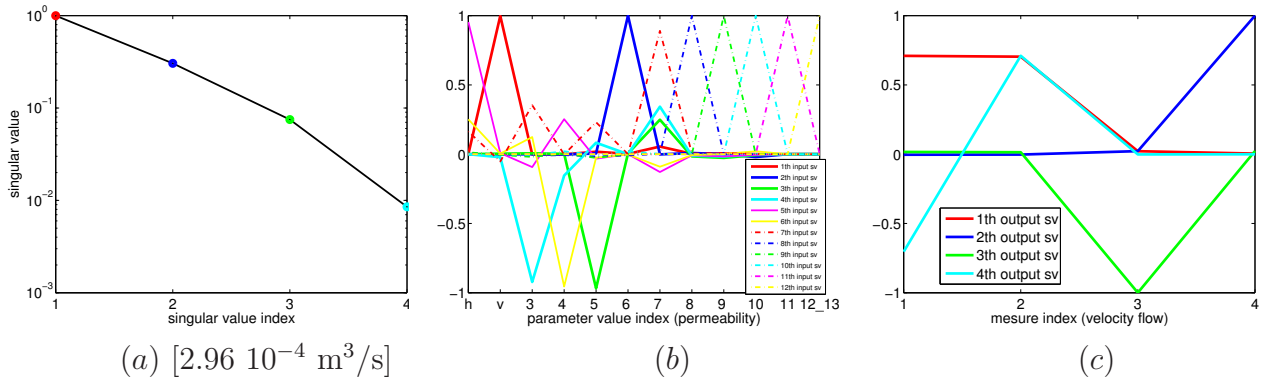 10^0
10^{-1}
10^{-2}
10^{-3}
singular value
1 2 3 4
singular value index
(a) [2.96 10^{-4} m^3/s]
1
0.5
0
−0.5
−1
h v 3 4 5 6 7 8 9 10 11 12_13
parameter value index (permeability)
1th input sv
2th input sv
3th input sv
4th input sv
5th input sv
6th input sv
7th input sv
8th input sv
9th input sv
10th input sv
11th input sv
12th input sv
(b)
1
0.5
0
−0.5
−1
1 2 3 4
mesure index (velocity flow)
1th output sv
2th output sv
3th output sv
4th output sv
(c)